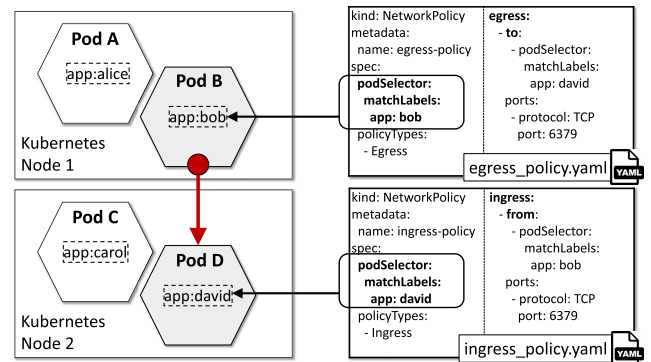 Pod A
app:alice
Pod B
app:bob
Kubernetes
Node 1
Pod C
app:carol
Pod D
app:david
Kubernetes
Node 2
kind: NetworkPolicy
metadata:
name: egress-policy
spec:
podSelector:
matchLabels:
app: bob
policyTypes:
- Egress
egress:
- to:
- podSelector:
matchLabels:
app: david
ports:
- protocol: TCP
port: 6379
egress_policy.yaml
YAML
kind: NetworkPolicy
metadata:
name: ingress-policy
spec:
podSelector:
matchLabels:
app: david
policyTypes:
- Ingress
ingress:
- from:
- podSelector:
matchLabels:
app: bob
ports:
- protocol: TCP
port: 6379
ingress_policy.yaml
YAML